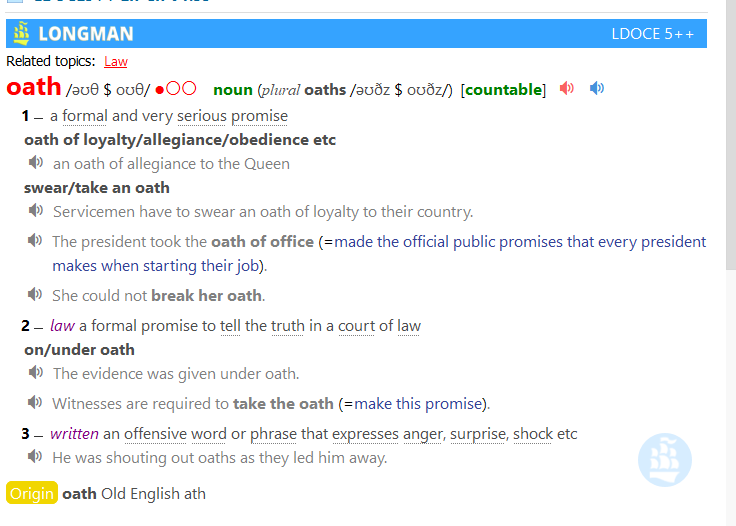 LONGMAN LDOCE 5++
Related topics: Law
oath /əʊθ $ oʊθ/ ●○○ noun (plural oaths /əʊðz $ oʊðz/) [countable]
1 – a formal and very serious promise
oath of loyalty/allegiance/obedience etc
an oath of allegiance to the Queen
swear/take an oath
Servicemen have to swear an oath of loyalty to their country.
The president took the oath of office (=made the official public promises that every president
makes when starting their job).
She could not break her oath.
2 – law a formal promise to tell the truth in a court of law
on/under oath
The evidence was given under oath.
Witnesses are required to take the oath (=make this promise).
3 – written an offensive word or phrase that expresses anger, surprise, shock etc
He was shouting out oaths as they led him away.
Origin oath Old English ath